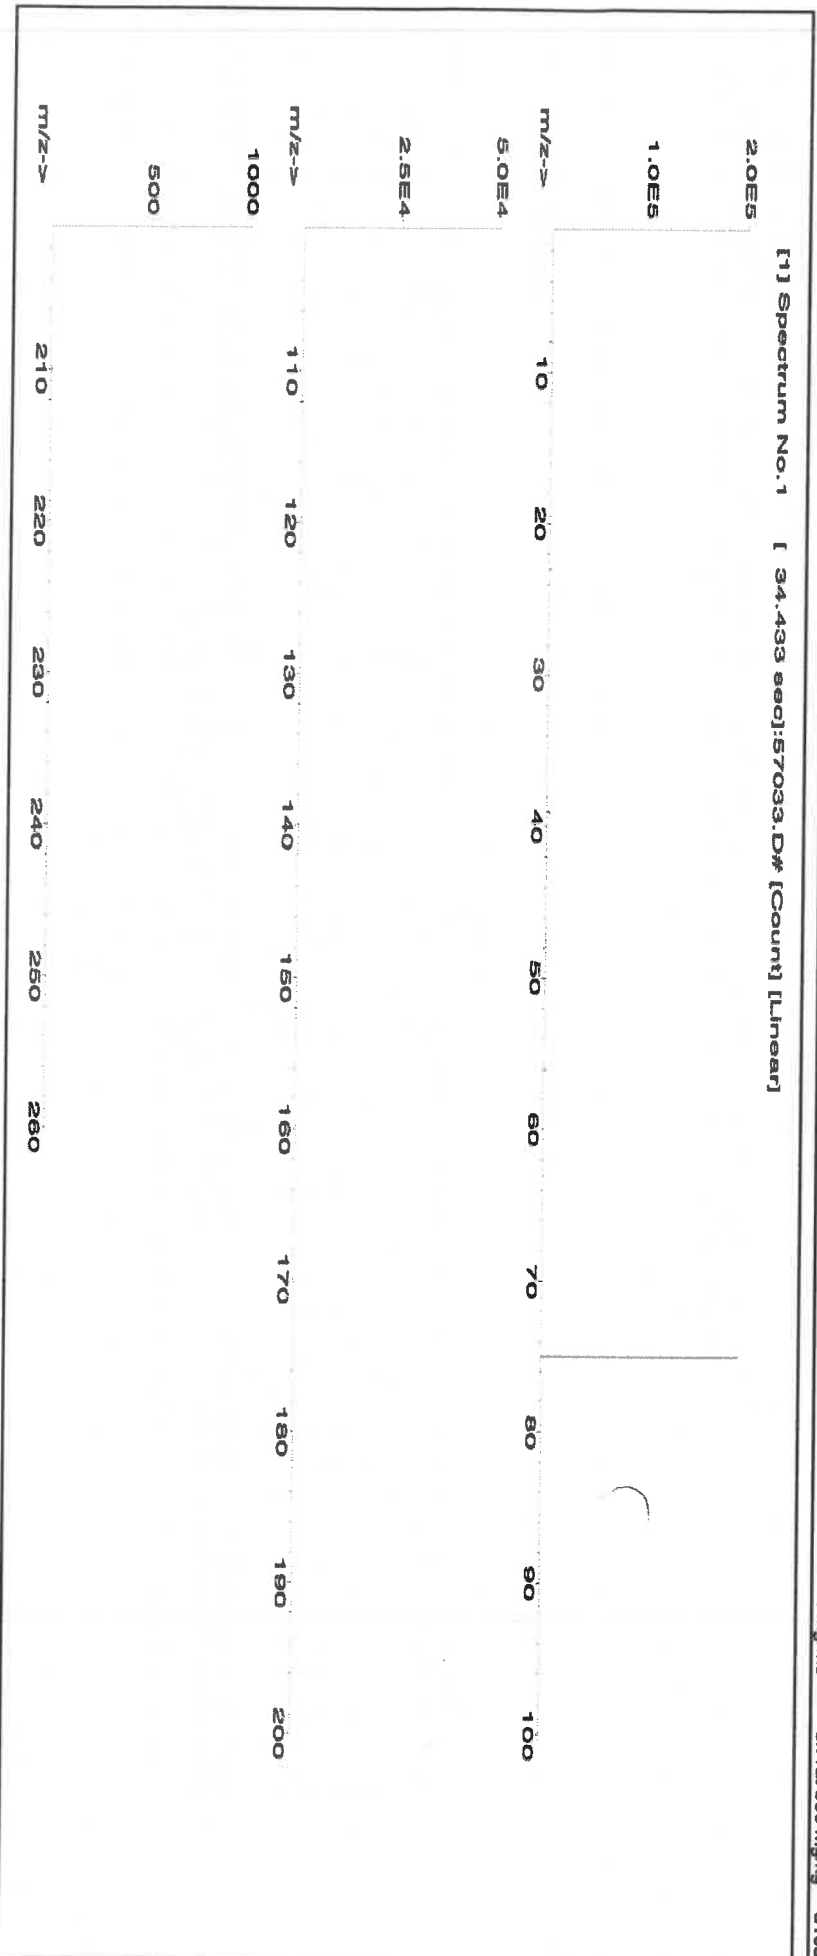 [1] Spectrum No.1 [ 34.433 sec]:57033.D# [Count] [Linear]
2.0E5
1.0E5
m/z-> 10 20 30 40 50 60 70 80 90 100
5.0E4
2.5E4
m/z-> 110 120 130 140 150 160 170 180 190 200
1000
500
m/z-> 210 220 230 240 250 260